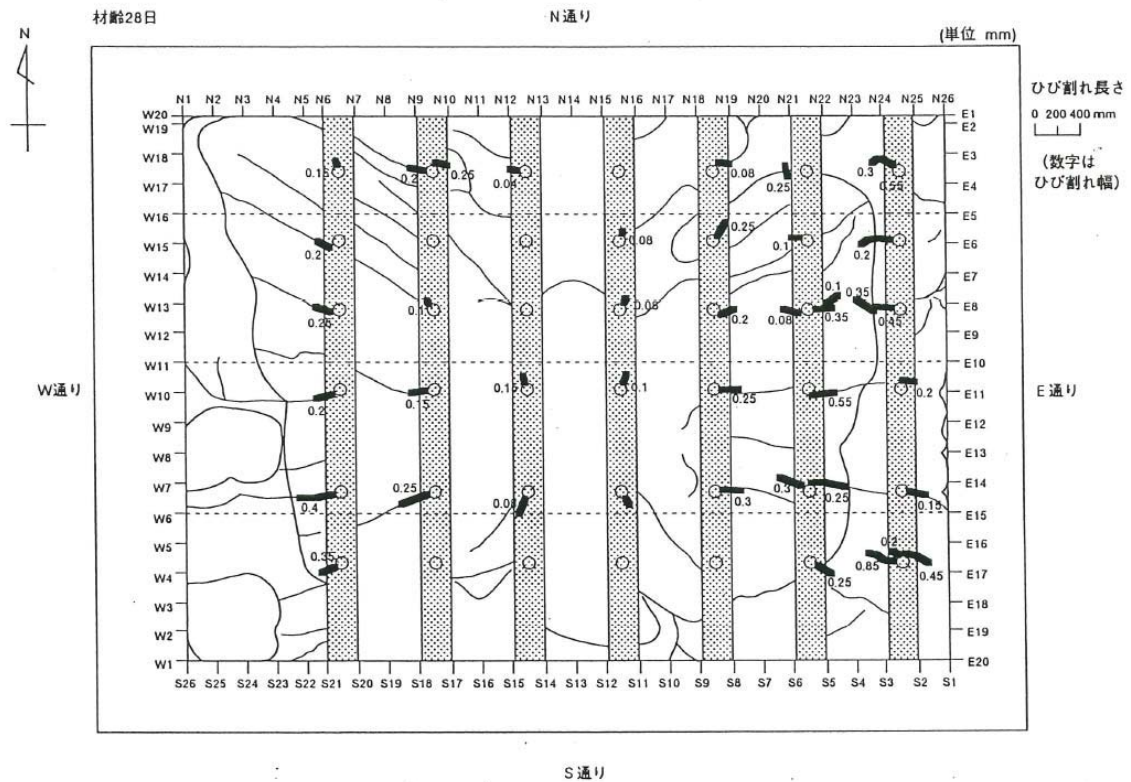 材齢28日
N通り
(単位 mm)
N
N1 N2 N3 N4 N5 N6 N7 N8 N9 N10 N11 N12 N13 N14 N15 N16 N17 N18 N19 N20 N21 N22 N23 N24 N25 N26
ひび割れ長さ
0 200 400 mm
(数字は
ひび割れ幅)
W20 E1
W19 E2
W18 E3
0.15 0.2 0.25 0.04 0.08 0.25 0.3 0.55
W17 E4
W16 E5
0.2 0.08 0.25 0.1 0.2
W15 E6
W14 E7
0.25 0.1 0.08 0.2 0.08 0.1 0.35 0.35 0.45
W13 E8
W12 E9
W11 E10
0.2 0.15 0.15 0.1 0.25 0.55 0.2
W10 E11
W通り
E通り
W9 E12
W8 E13
W7 E14
0.4 0.25 0.3 0.3 0.25 0.15
W6 E15
W5 E16
0.35 0.25 0.85 0.2 0.45
W4 E17
W3 E18
W2 E19
W1 E20
S26 S25 S24 S23 S22 S21 S20 S19 S18 S17 S16 S15 S14 S13 S12 S11 S10 S9 S8 S7 S6 S5 S4 S3 S2 S1
S通り